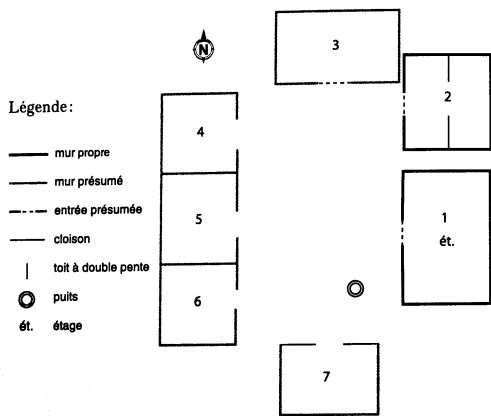 N
Légende:
mur propre
mur présumé
entrée présumée
cloison
toit à double pente
puits
ét. étage
3
2
4
1
ét.
5
6
7